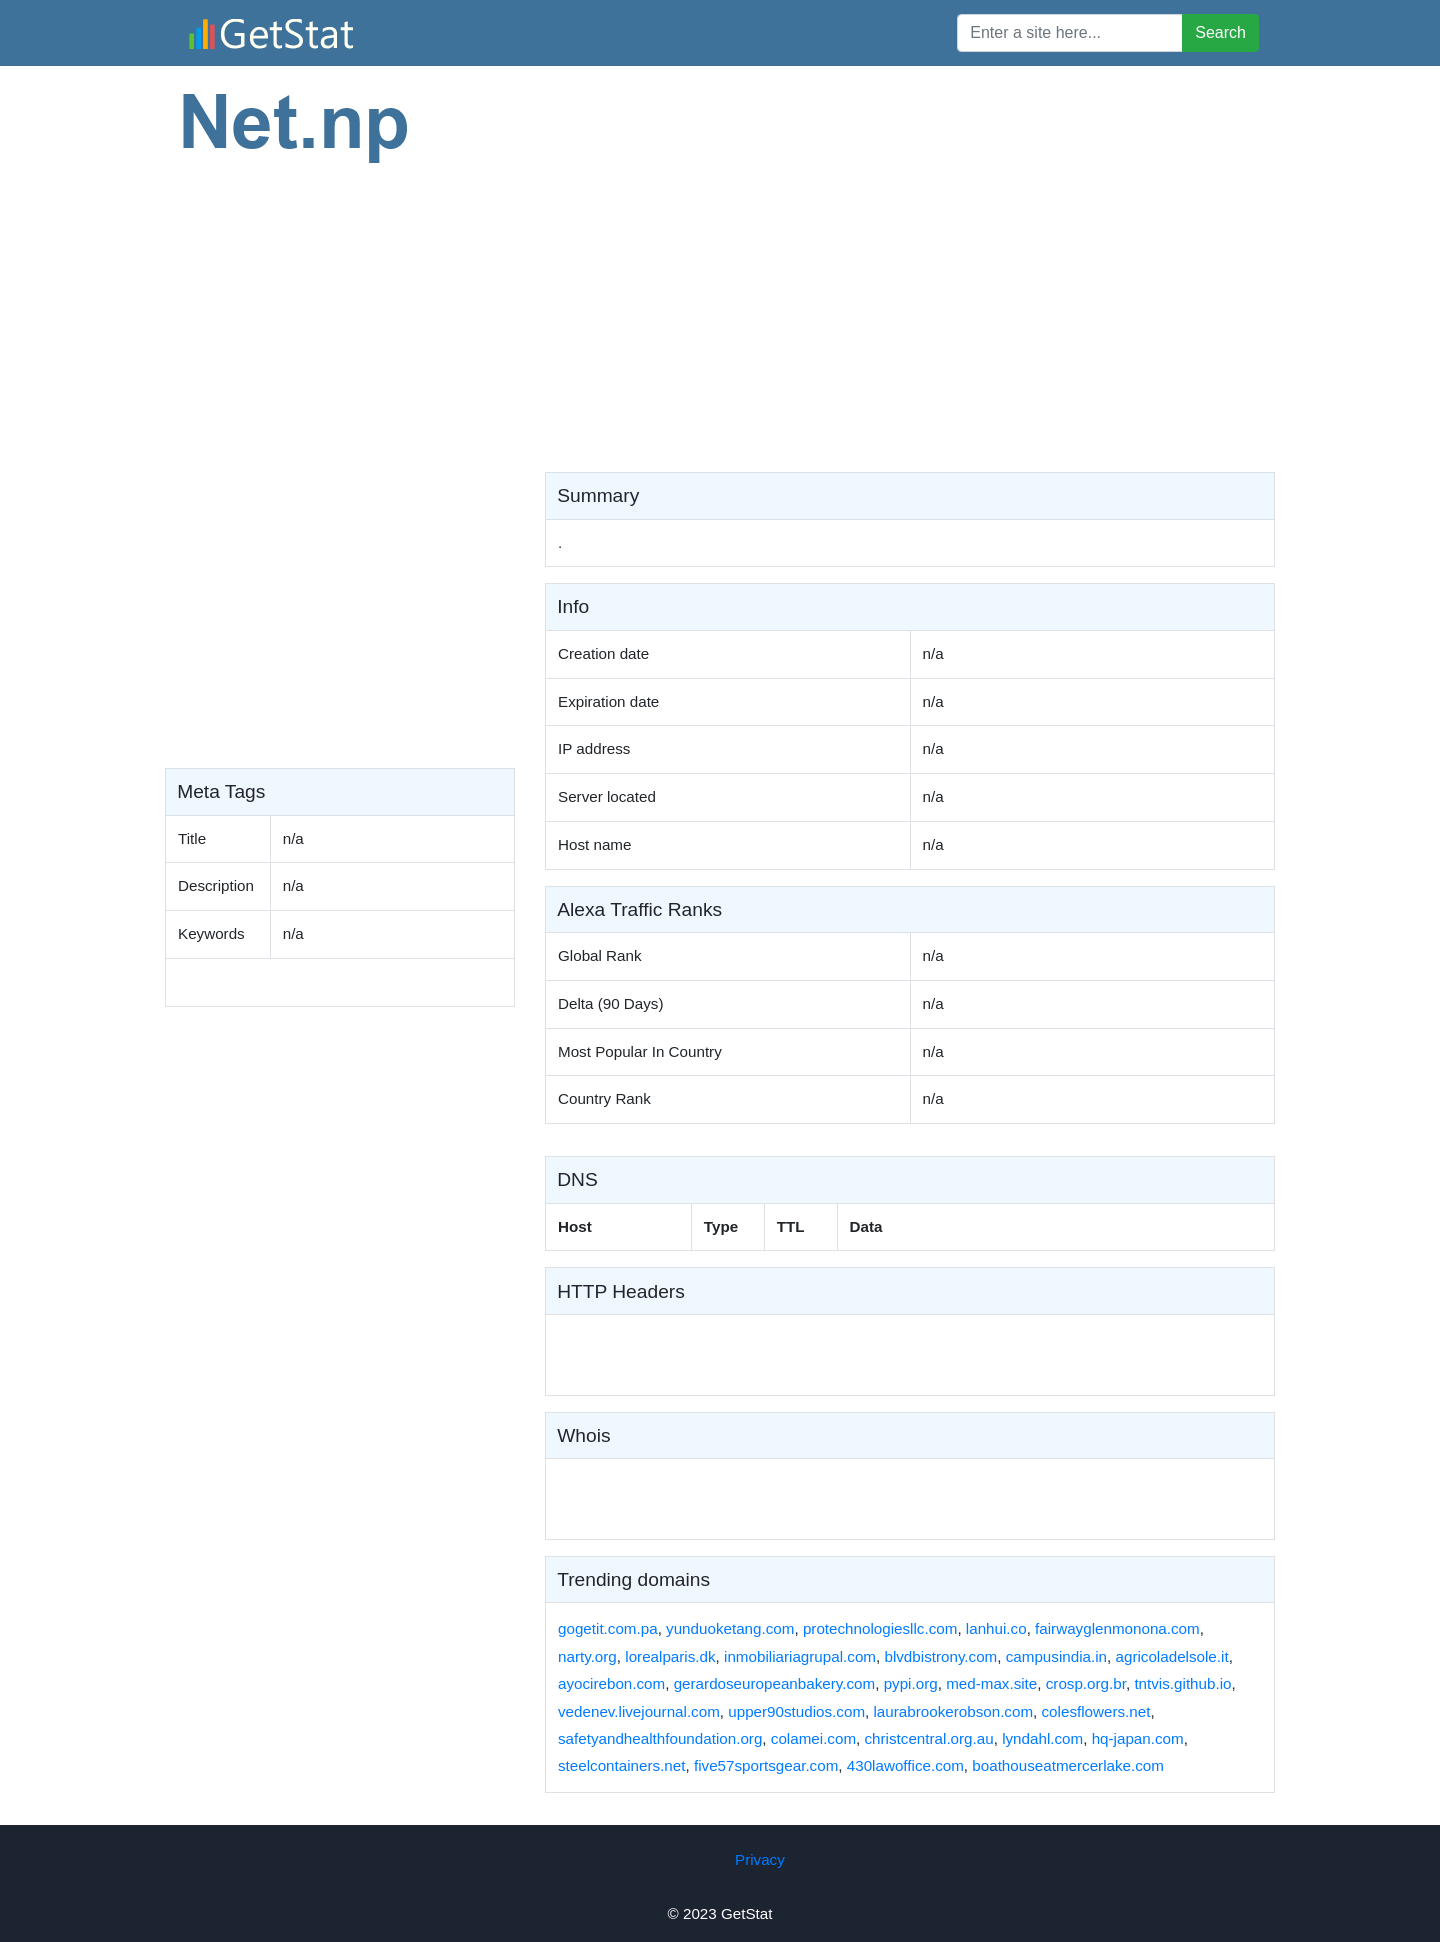 GetStat
Enter a site here...
Search
Net.np
Summary
.
Info
Creation date n/a
Expiration date n/a
IP address n/a
Server located n/a
Host name n/a
Meta Tags
Title n/a
Description n/a
Keywords n/a
Alexa Traffic Ranks
Global Rank n/a
Delta (90 Days) n/a
Most Popular In Country n/a
Country Rank n/a
DNS
Host Type TTL Data
HTTP Headers
Whois
Trending domains
gogetit.com.pa, yunduoketang.com, protechnologiesllc.com, lanhui.co, fairwayglenmonona.com,
narty.org, lorealparis.dk, inmobiliariagrupal.com, blvdbistrony.com, campusindia.in, agricoladelsole.it,
ayocirebon.com, gerardoseuropeanbakery.com, pypi.org, med-max.site, crosp.org.br, tntvis.github.io,
vedenev.livejournal.com, upper90studios.com, laurabrookerobson.com, colesflowers.net,
safetyandhealthfoundation.org, colamei.com, christcentral.org.au, lyndahl.com, hq-japan.com,
steelcontainers.net, five57sportsgear.com, 430lawoffice.com, boathouseatmercerlake.com
Privacy
© 2023 GetStat